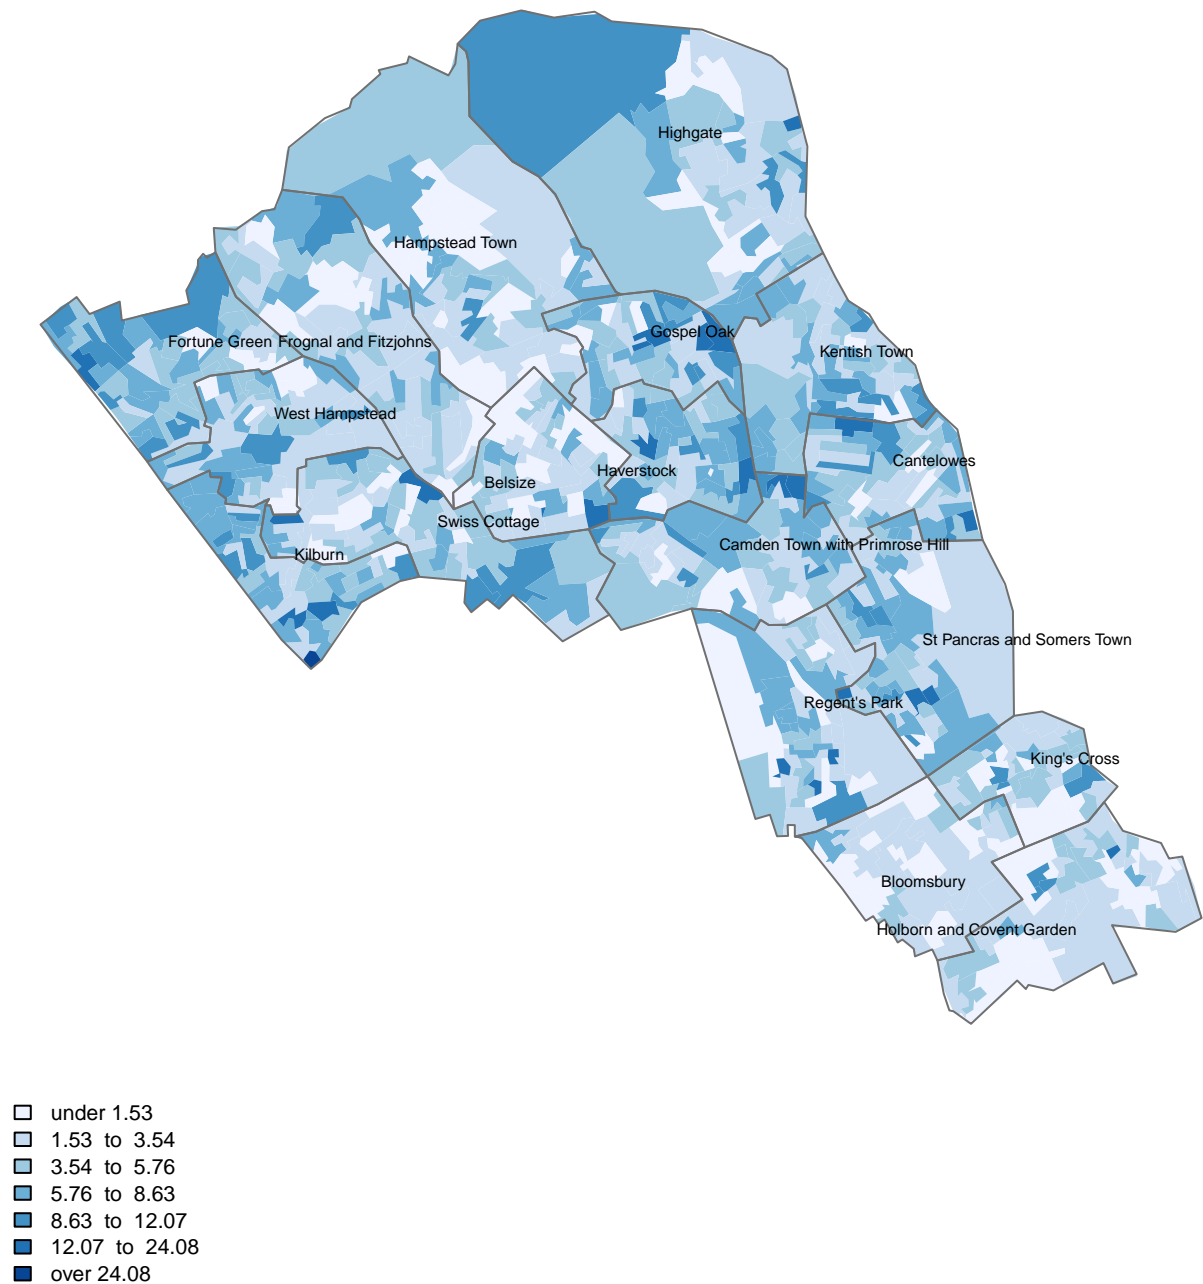 Highgate
Hampstead Town
Gospel Oak
Fortune Green Frognal and Fitzjohns
Kentish Town
West Hampstead
Cantelowes
Haverstock
Belsize
Swiss Cottage
Camden Town with Primrose Hill
Kilburn
St Pancras and Somers Town
Regent's Park
King's Cross
Bloomsbury
Holborn and Covent Garden
under 1.53
1.53 to 3.54
3.54 to 5.76
5.76 to 8.63
8.63 to 12.07
12.07 to 24.08
over 24.08